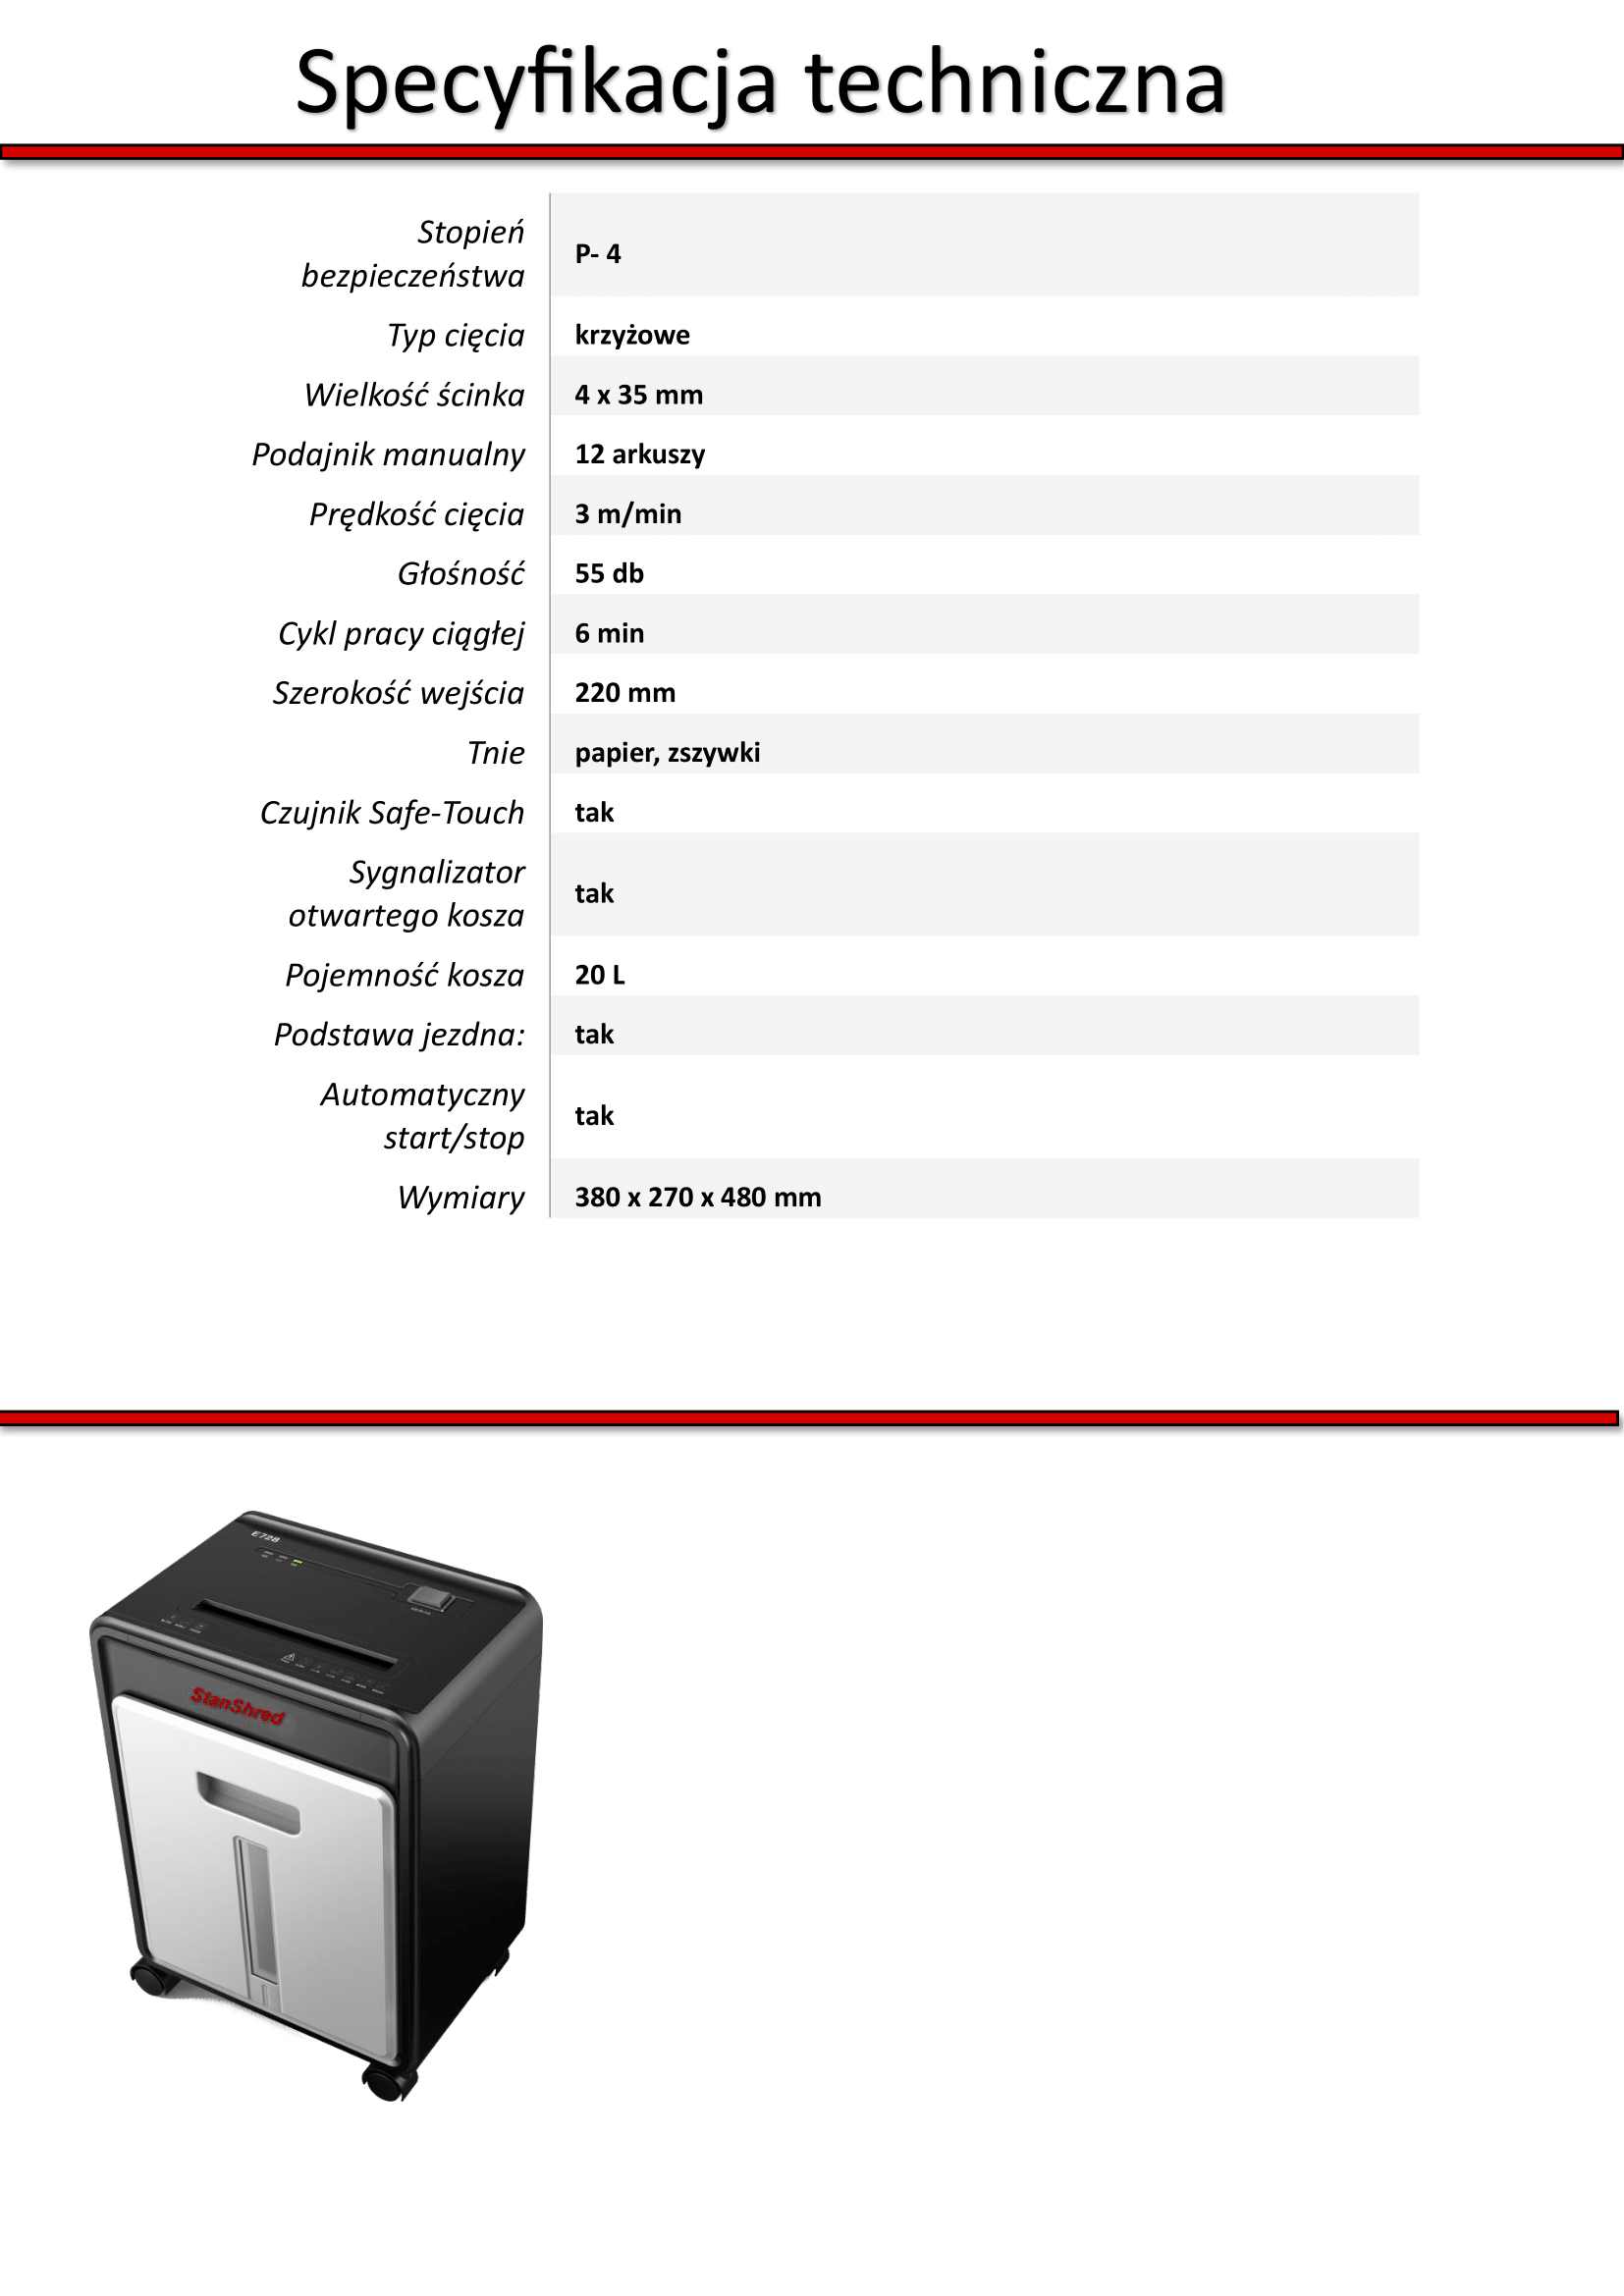 Specyfikacja techniczna
Stopień
bezpieczeństwa
P- 4
Typ cięcia krzyżowe
Wielkość ścinka 4 x 35 mm
Podajnik manualny 12 arkuszy
Prędkość cięcia 3 m/min
Głośność 55 db
Cykl pracy ciągłej 6 min
Szerokość wejścia 220 mm
Tnie papier, zszywki
Czujnik Safe-Touch tak
Sygnalizator
otwartego kosza
tak
Pojemność kosza 20 L
Podstawa jezdna: tak
Automatyczny
start/stop
tak
Wymiary 380 x 270 x 480 mm
E728
StanShred